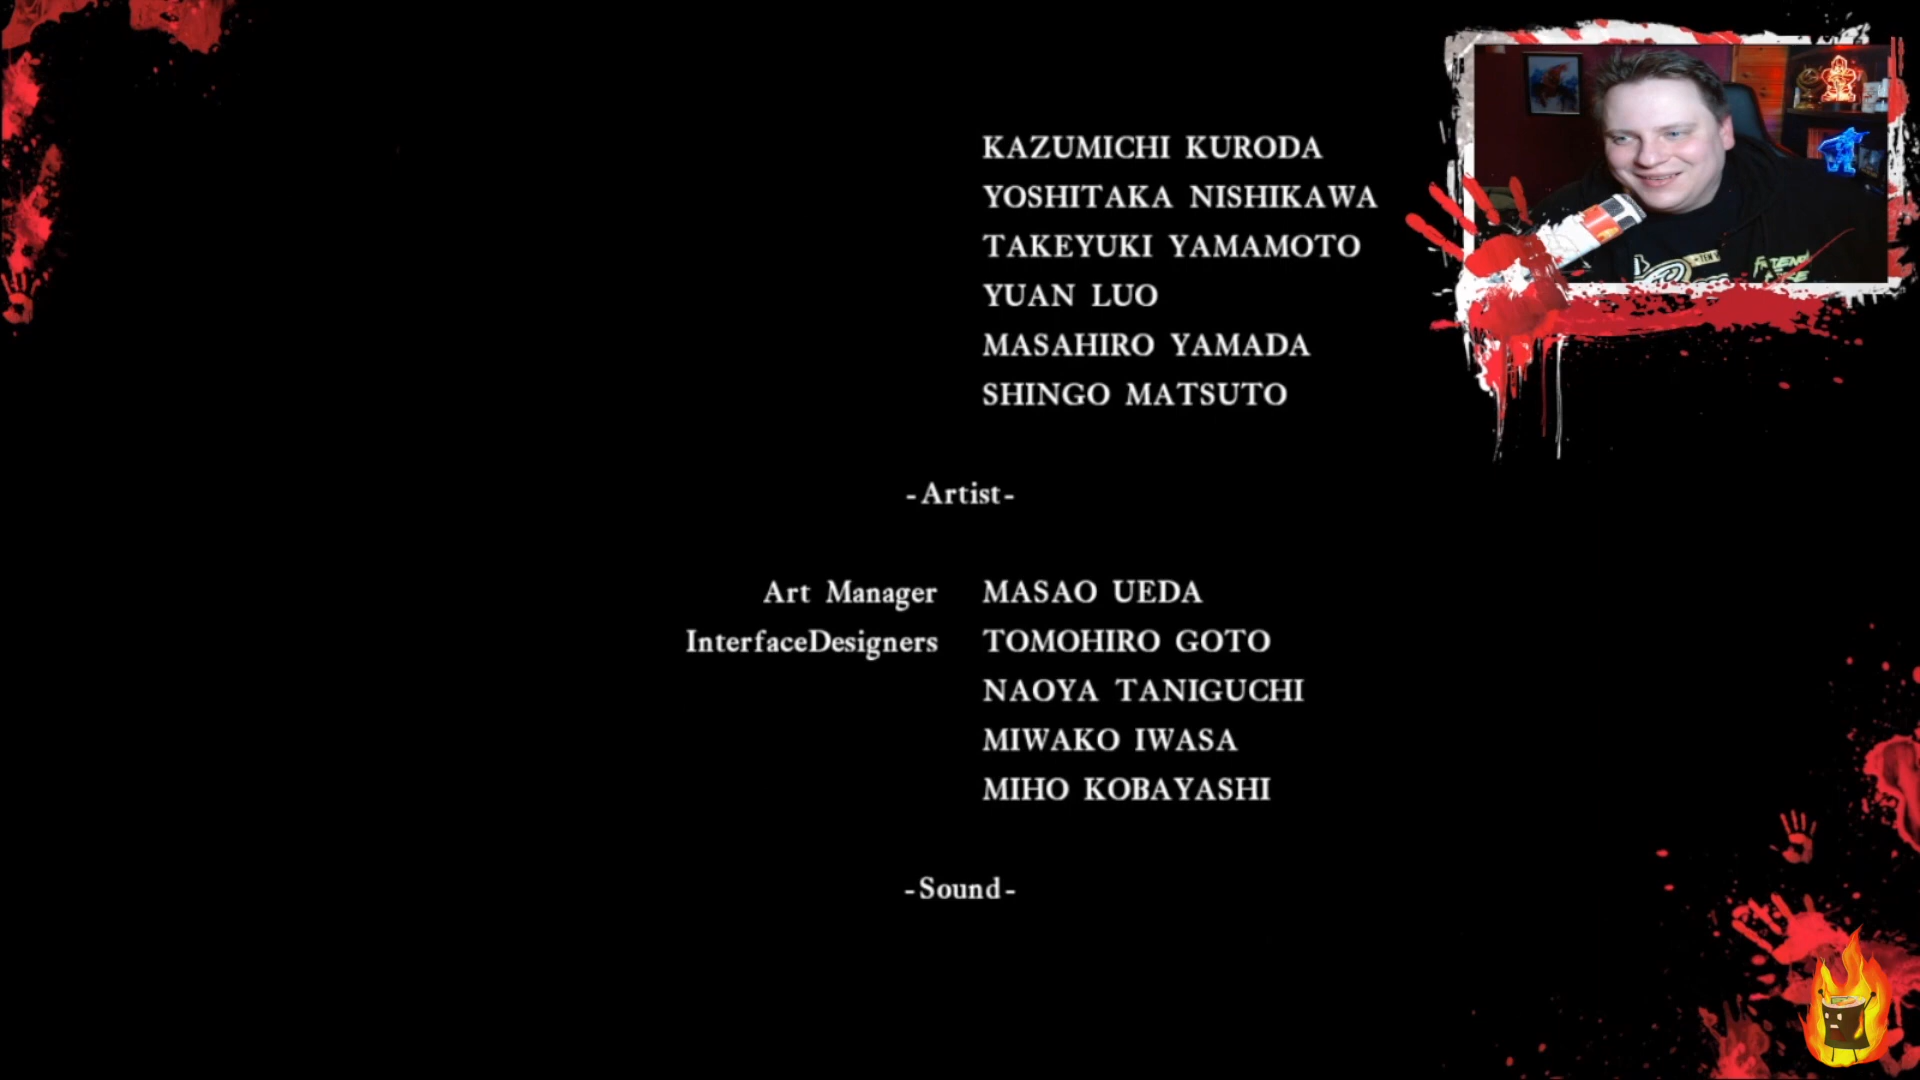 KAZUMICHI KURODA
YOSHITAKA NISHIKAWA
TAKEYUKI YAMAMOTO
YUAN LUO
MASAHIRO YAMADA
SHINGO MATSUTO
-Artist-
Art Manager MASAO UEDA
InterfaceDesigners TOMOHIRO GOTO
NAOYA TANIGUCHI
MIWAKO IWASA
MIHO KOBAYASHI
-Sound-